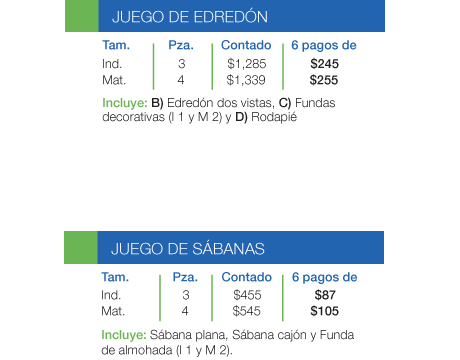 JUEGO DE EDREDÓN
Tam. Pza. Contado 6 pagos de
Ind. 3 $1,285 $245
Mat. 4 $1,339 $255
Incluye: B) Edredón dos vistas, C) Fundas
decorativas (I 1 y M 2) y D) Rodapié
JUEGO DE SÁBANAS
Tam. Pza. Contado 6 pagos de
Ind. 3 $455 $87
Mat. 4 $545 $105
Incluye: Sábana plana, Sábana cajón y Funda
de almohada (I 1 y M 2).